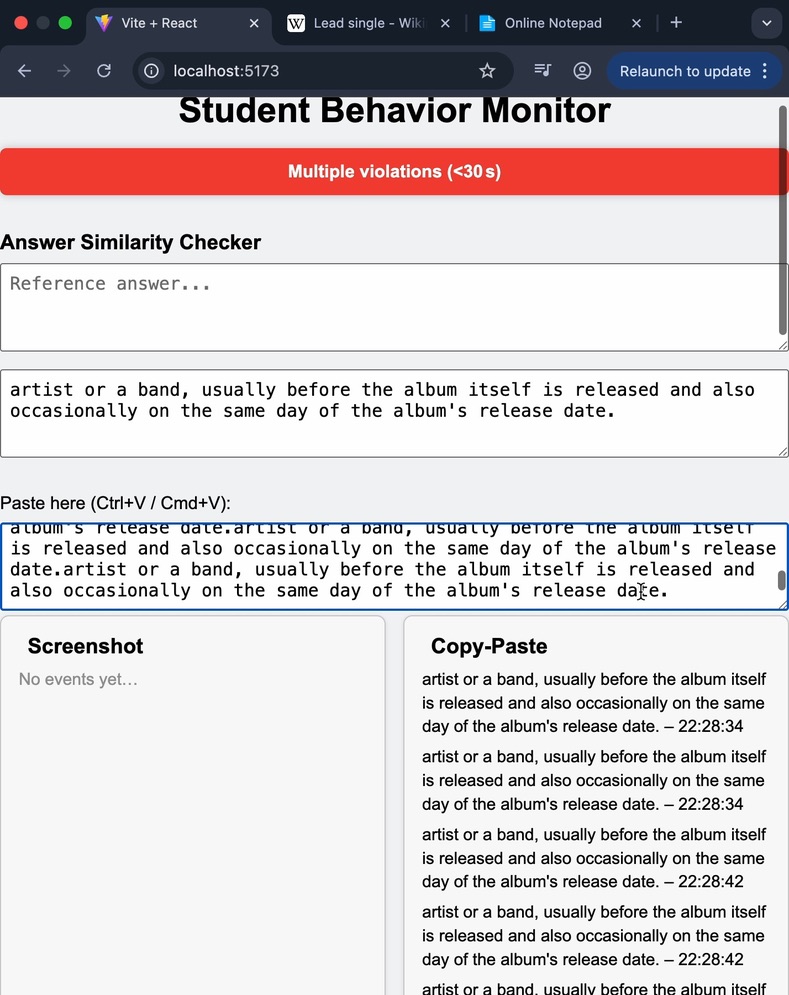 Vite + React
Lead single - Wiki
Online Notepad
localhost:5173
Relaunch to update
Student Behavior Monitor
Multiple violations (<30 s)
Answer Similarity Checker
Reference answer...
artist or a band, usually before the album itself is released and also
occasionally on the same day of the album's release date.
Paste here (Ctrl+V / Cmd+V):
album's release date.artist or a band, usually before the album itself
is released and also occasionally on the same day of the album's release
date.artist or a band, usually before the album itself is released and
also occasionally on the same day of the album's release date.
Screenshot
No events yet…
Copy-Paste
artist or a band, usually before the album itself
is released and also occasionally on the same
day of the album's release date. – 22:28:34
artist or a band, usually before the album itself
is released and also occasionally on the same
day of the album's release date. – 22:28:34
artist or a band, usually before the album itself
is released and also occasionally on the same
day of the album's release date. – 22:28:42
artist or a band, usually before the album itself
is released and also occasionally on the same
day of the album's release date. – 22:28:42
artist or a band, usually before the album itself